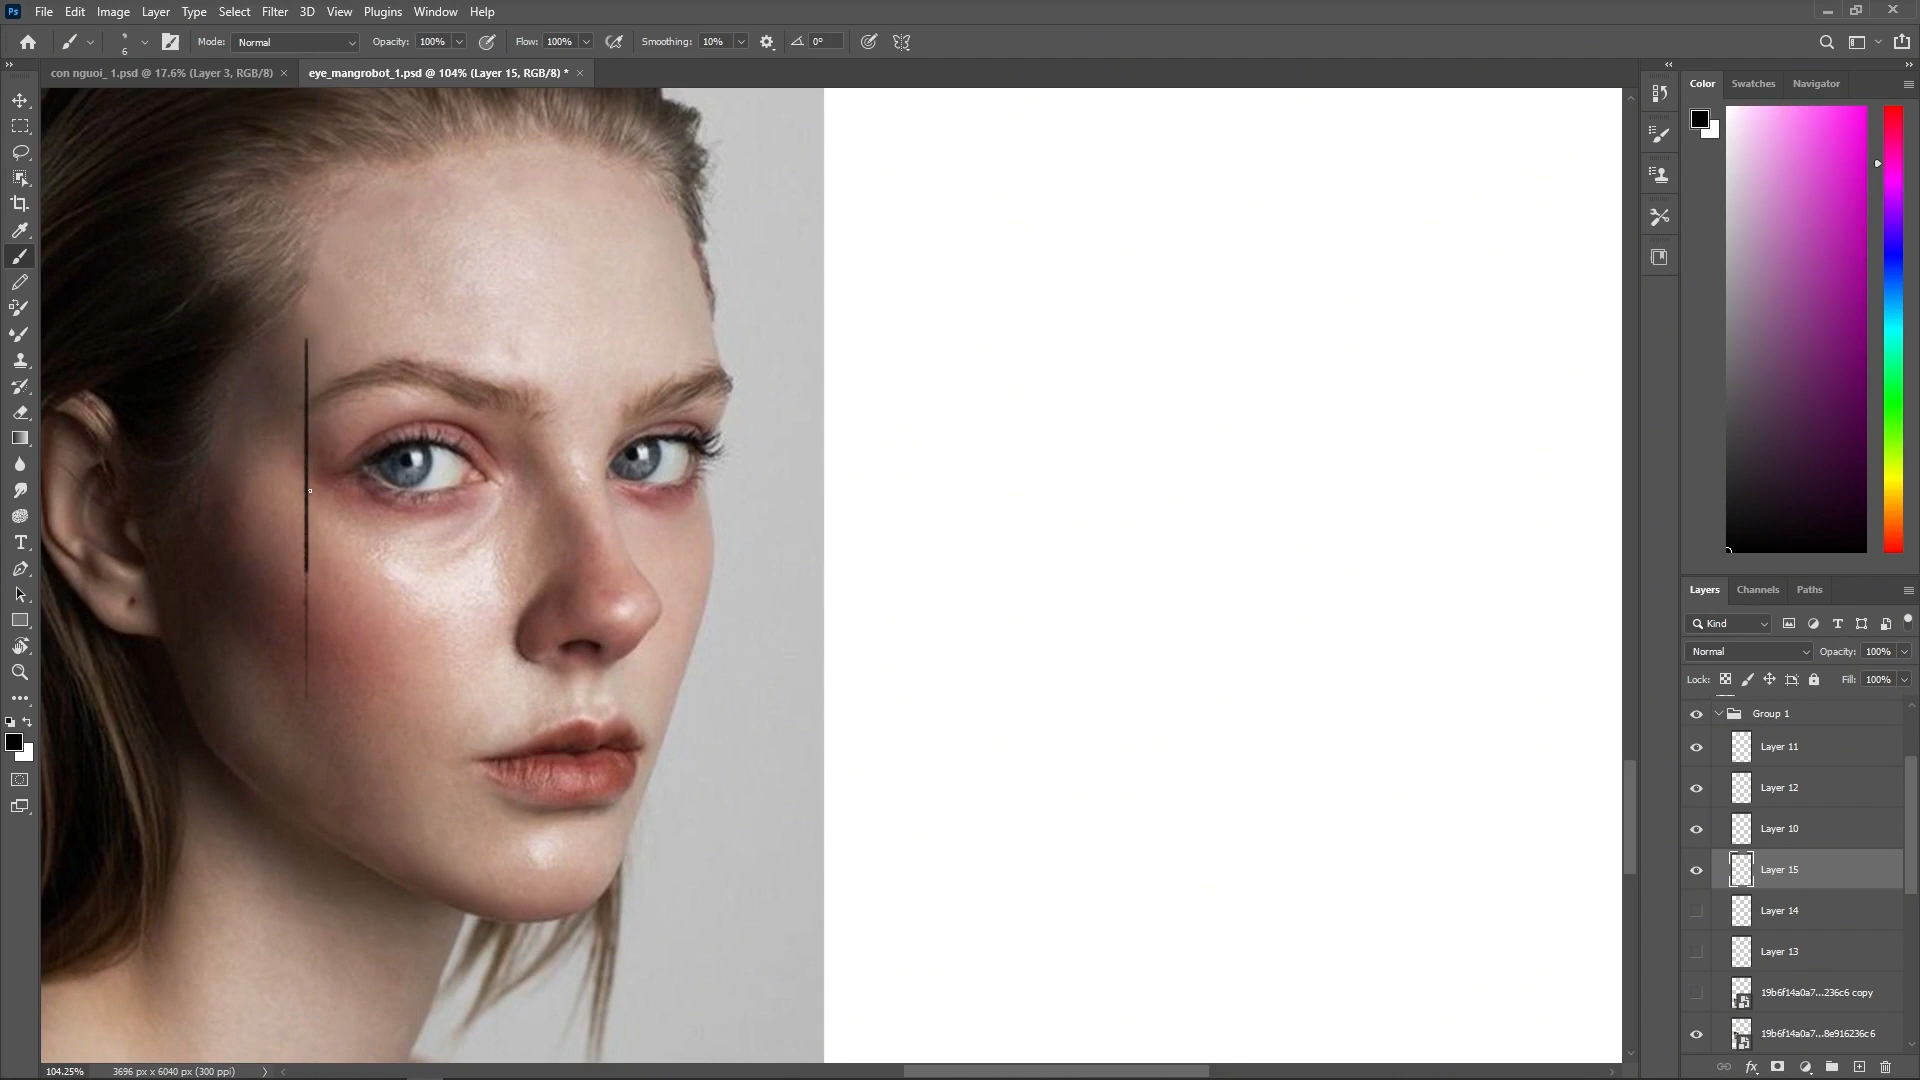 Ps File Edit Image Layer Type Select Filter 3D View Plugins Window Help
6 Mode: Normal Opacity: 100% Flow: 100% Smoothing: 10% 0°
con nguoi_ 1.psd @ 17.6% (Layer 3, RGB/8) × eye_mangrobot_1.psd @ 104% (Layer 15, RGB/8) * ×
Color Swatches Navigator
Layers Channels Paths
Kind
Normal Opacity: 100%
Lock: Fill: 100%
Group 1
Layer 11
Layer 12
Layer 10
Layer 15
Layer 14
Layer 13
19b6f14a0a7...236c6 copy
19b6f14a0a7...8e916236c6
104.25% 3696 px x 6040 px (300 ppi)